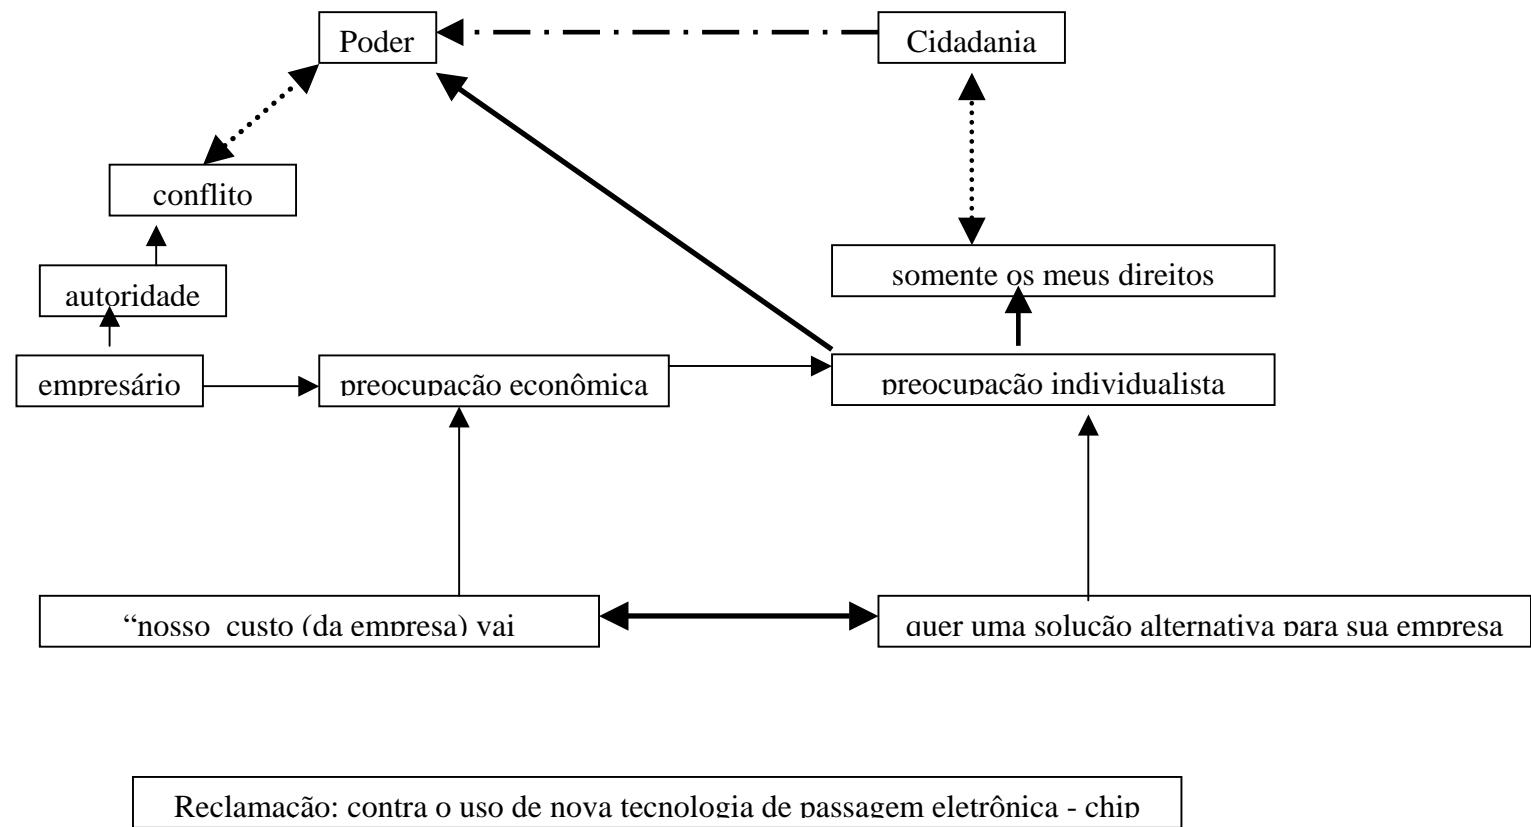 Poder
Cidadania
conflito
somente os meus direitos
autoridade
empresário
preocupação econômica
preocupação individualista
“nosso custo (da empresa) vai
quer uma solução alternativa para sua empresa
Reclamação: contra o uso de nova tecnologia de passagem eletrônica - chip